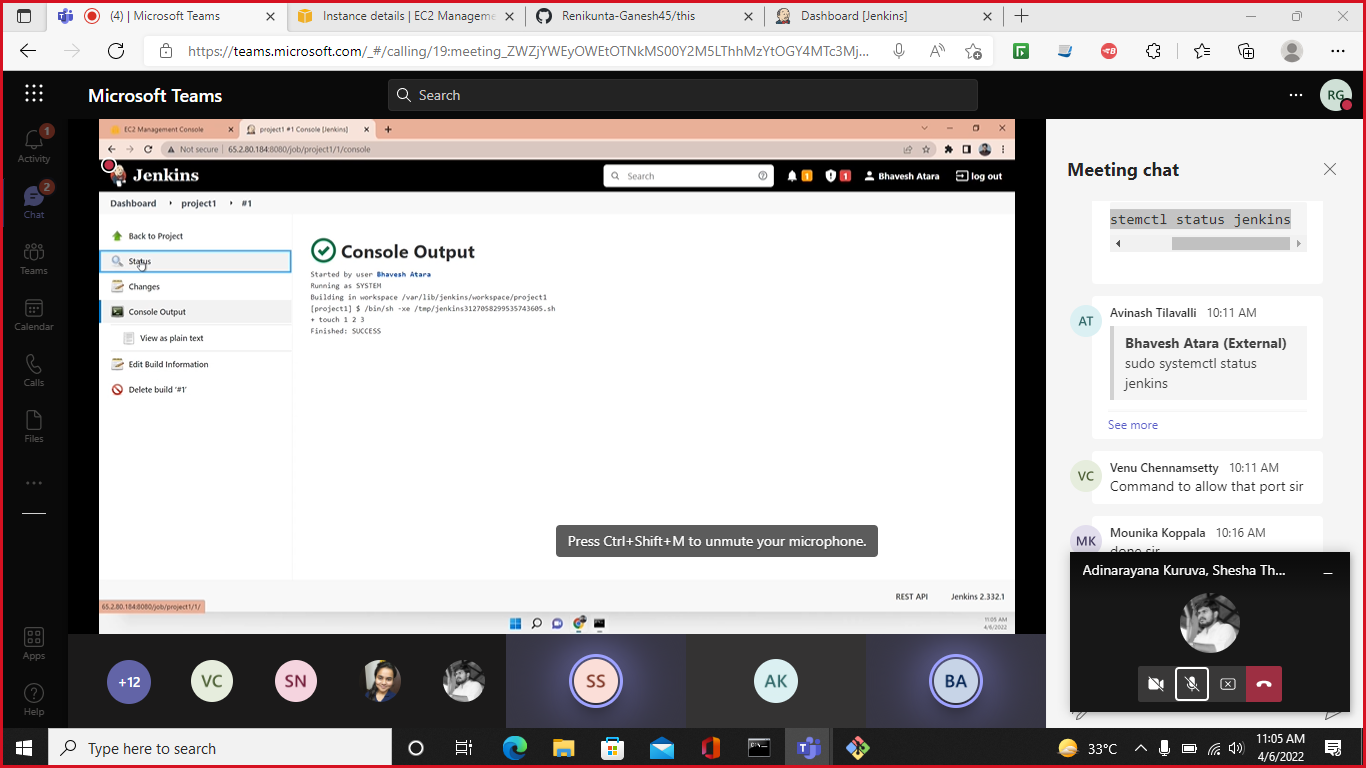 (4) | Microsoft Teams
Instance details | EC2 Manageme
Renikunta-Ganesh45/this
Dashboard [Jenkins]
https://teams.microsoft.com/_#/calling/19:meeting_ZWZjYWEyOWEtOTNkMS00Y2M5LThhMzYtOGY4MTc3Mj...
Microsoft Teams
Search
RG
Activity
1
Chat
2
Teams
Calendar
Calls
Files
Apps
Help
EC2 Management Console
project1 #1 Console [Jenkins]
Not secure | 65.2.80.184:8080/job/project1/1/console
Jenkins
Search
1
1
Bhavesh Atara
log out
Dashboard
project1
#1
Back to Project
Status
Changes
Console Output
View as plain text
Edit Build Information
Delete build '#1'
Console Output
Started by user Bhavesh Atara
Running as SYSTEM
Building in workspace /var/lib/jenkins/workspace/project1
[project1] $ /bin/sh -xe /tmp/jenkins3127058299535743605.sh
+ touch 1 2 3
Finished: SUCCESS
Press Ctrl+Shift+M to unmute your microphone.
REST API
Jenkins 2.332.1
65.2.80.184:8080/job/project1/1/
11:05 AM
4/6/2022
+12
VC
SN
SS
AK
BA
Meeting chat
stemctl status jenkins
AT
Avinash Tilavalli 10:11 AM
Bhavesh Atara (External)
sudo systemctl status
jenkins
See more
VC
Venu Chennamsetty 10:11 AM
Command to allow that port sir
MK
Mounika Koppala 10:16 AM
done sir
Adinarayana Kuruva, Shesha Th...
Type here to search
33°C
11:05 AM
4/6/2022